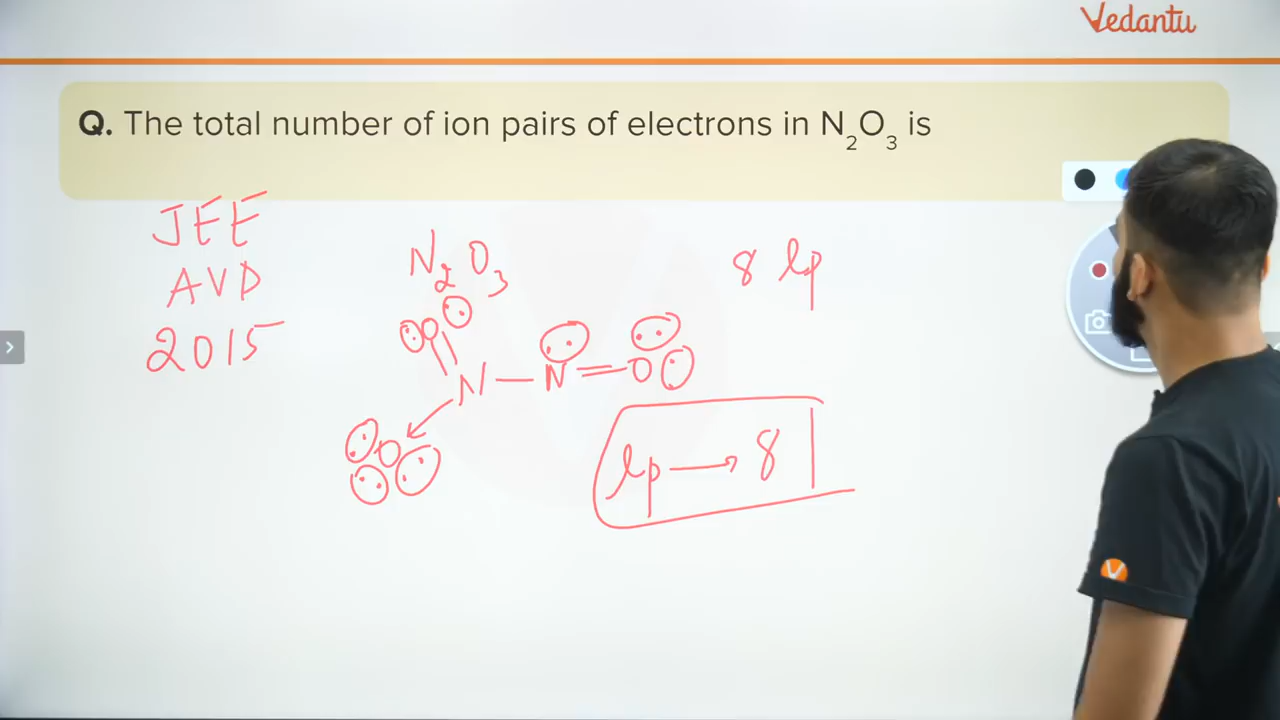 Vedantu
Q. The total number of ion pairs of electrons in N₂O₃ is
JEE
AVD
2015
N₂O₃
8 lp
O
N — N = O
O
lp → 8